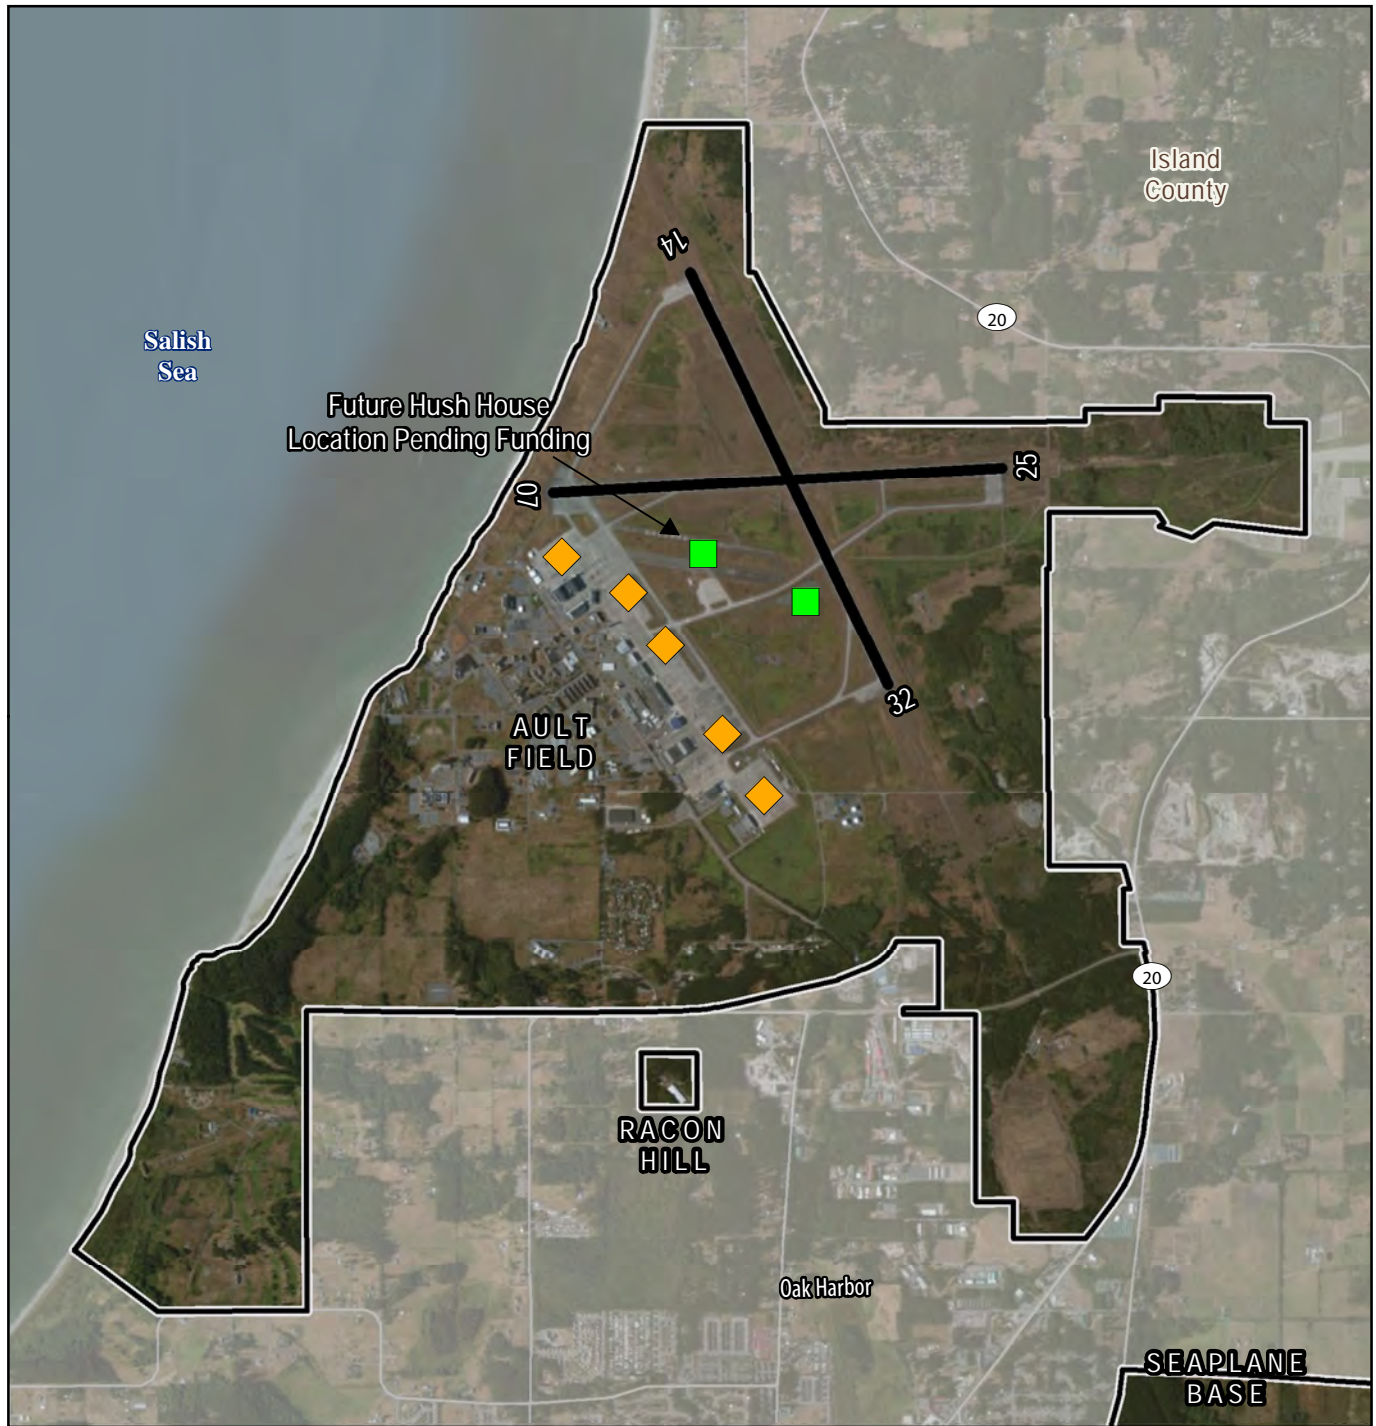 Island
County
14
20
Salish
Sea
Future Hush House
Location Pending Funding
25
07
32
AULT
FIELD
20
RACON
HILL
Oak Harbor
SEAPLANE
BASE